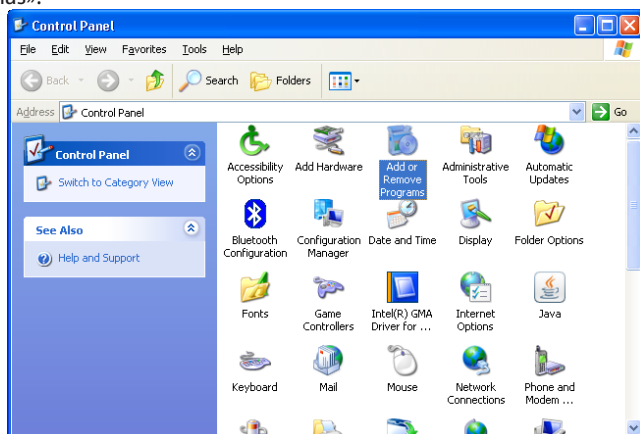 nas».
Control Panel
File Edit View Favorites Tools Help
Back Search Folders
Address Control Panel Go
Control Panel
Switch to Category View
See Also
Help and Support
Accessibility Options
Add Hardware
Add or Remove Programs
Administrative Tools
Automatic Updates
Bluetooth Configuration
Configuration Manager
Date and Time
Display
Folder Options
Fonts
Game Controllers
Intel(R) GMA Driver for ...
Internet Options
Java
Keyboard
Mail
Mouse
Network Connections
Phone and Modem ...